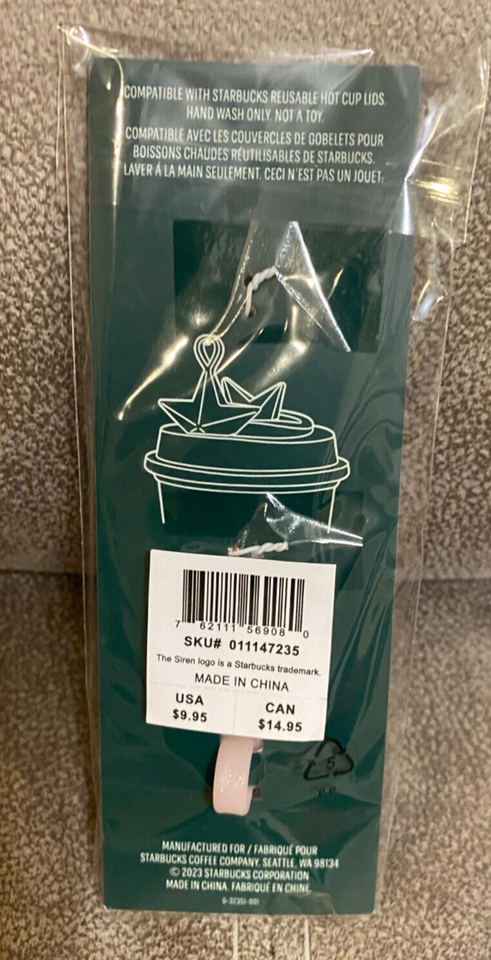 COMPATIBLE WITH STARBUCKS REUSABLE HOT CUP LIDS.
HAND WASH ONLY. NOT A TOY.
COMPATIBLE AVEC LES COUVERCLES DE GOBELETS POUR
BOISSONS CHAUDES RÉUTILISABLES DE STARBUCKS.
LAVER À LA MAIN SEULEMENT. CECI N'EST PAS UN JOUET.
7 62111 56908 0
SKU# 011147235
The Siren logo is a Starbucks trademark.
MADE IN CHINA
USA CAN
$9.95 $14.95
5
PP
MANUFACTURED FOR / FABRIQUÉ POUR
STARBUCKS COFFEE COMPANY, SEATTLE, WA 98134
© 2023 STARBUCKS CORPORATION
MADE IN CHINA. FABRIQUÉ EN CHINE.